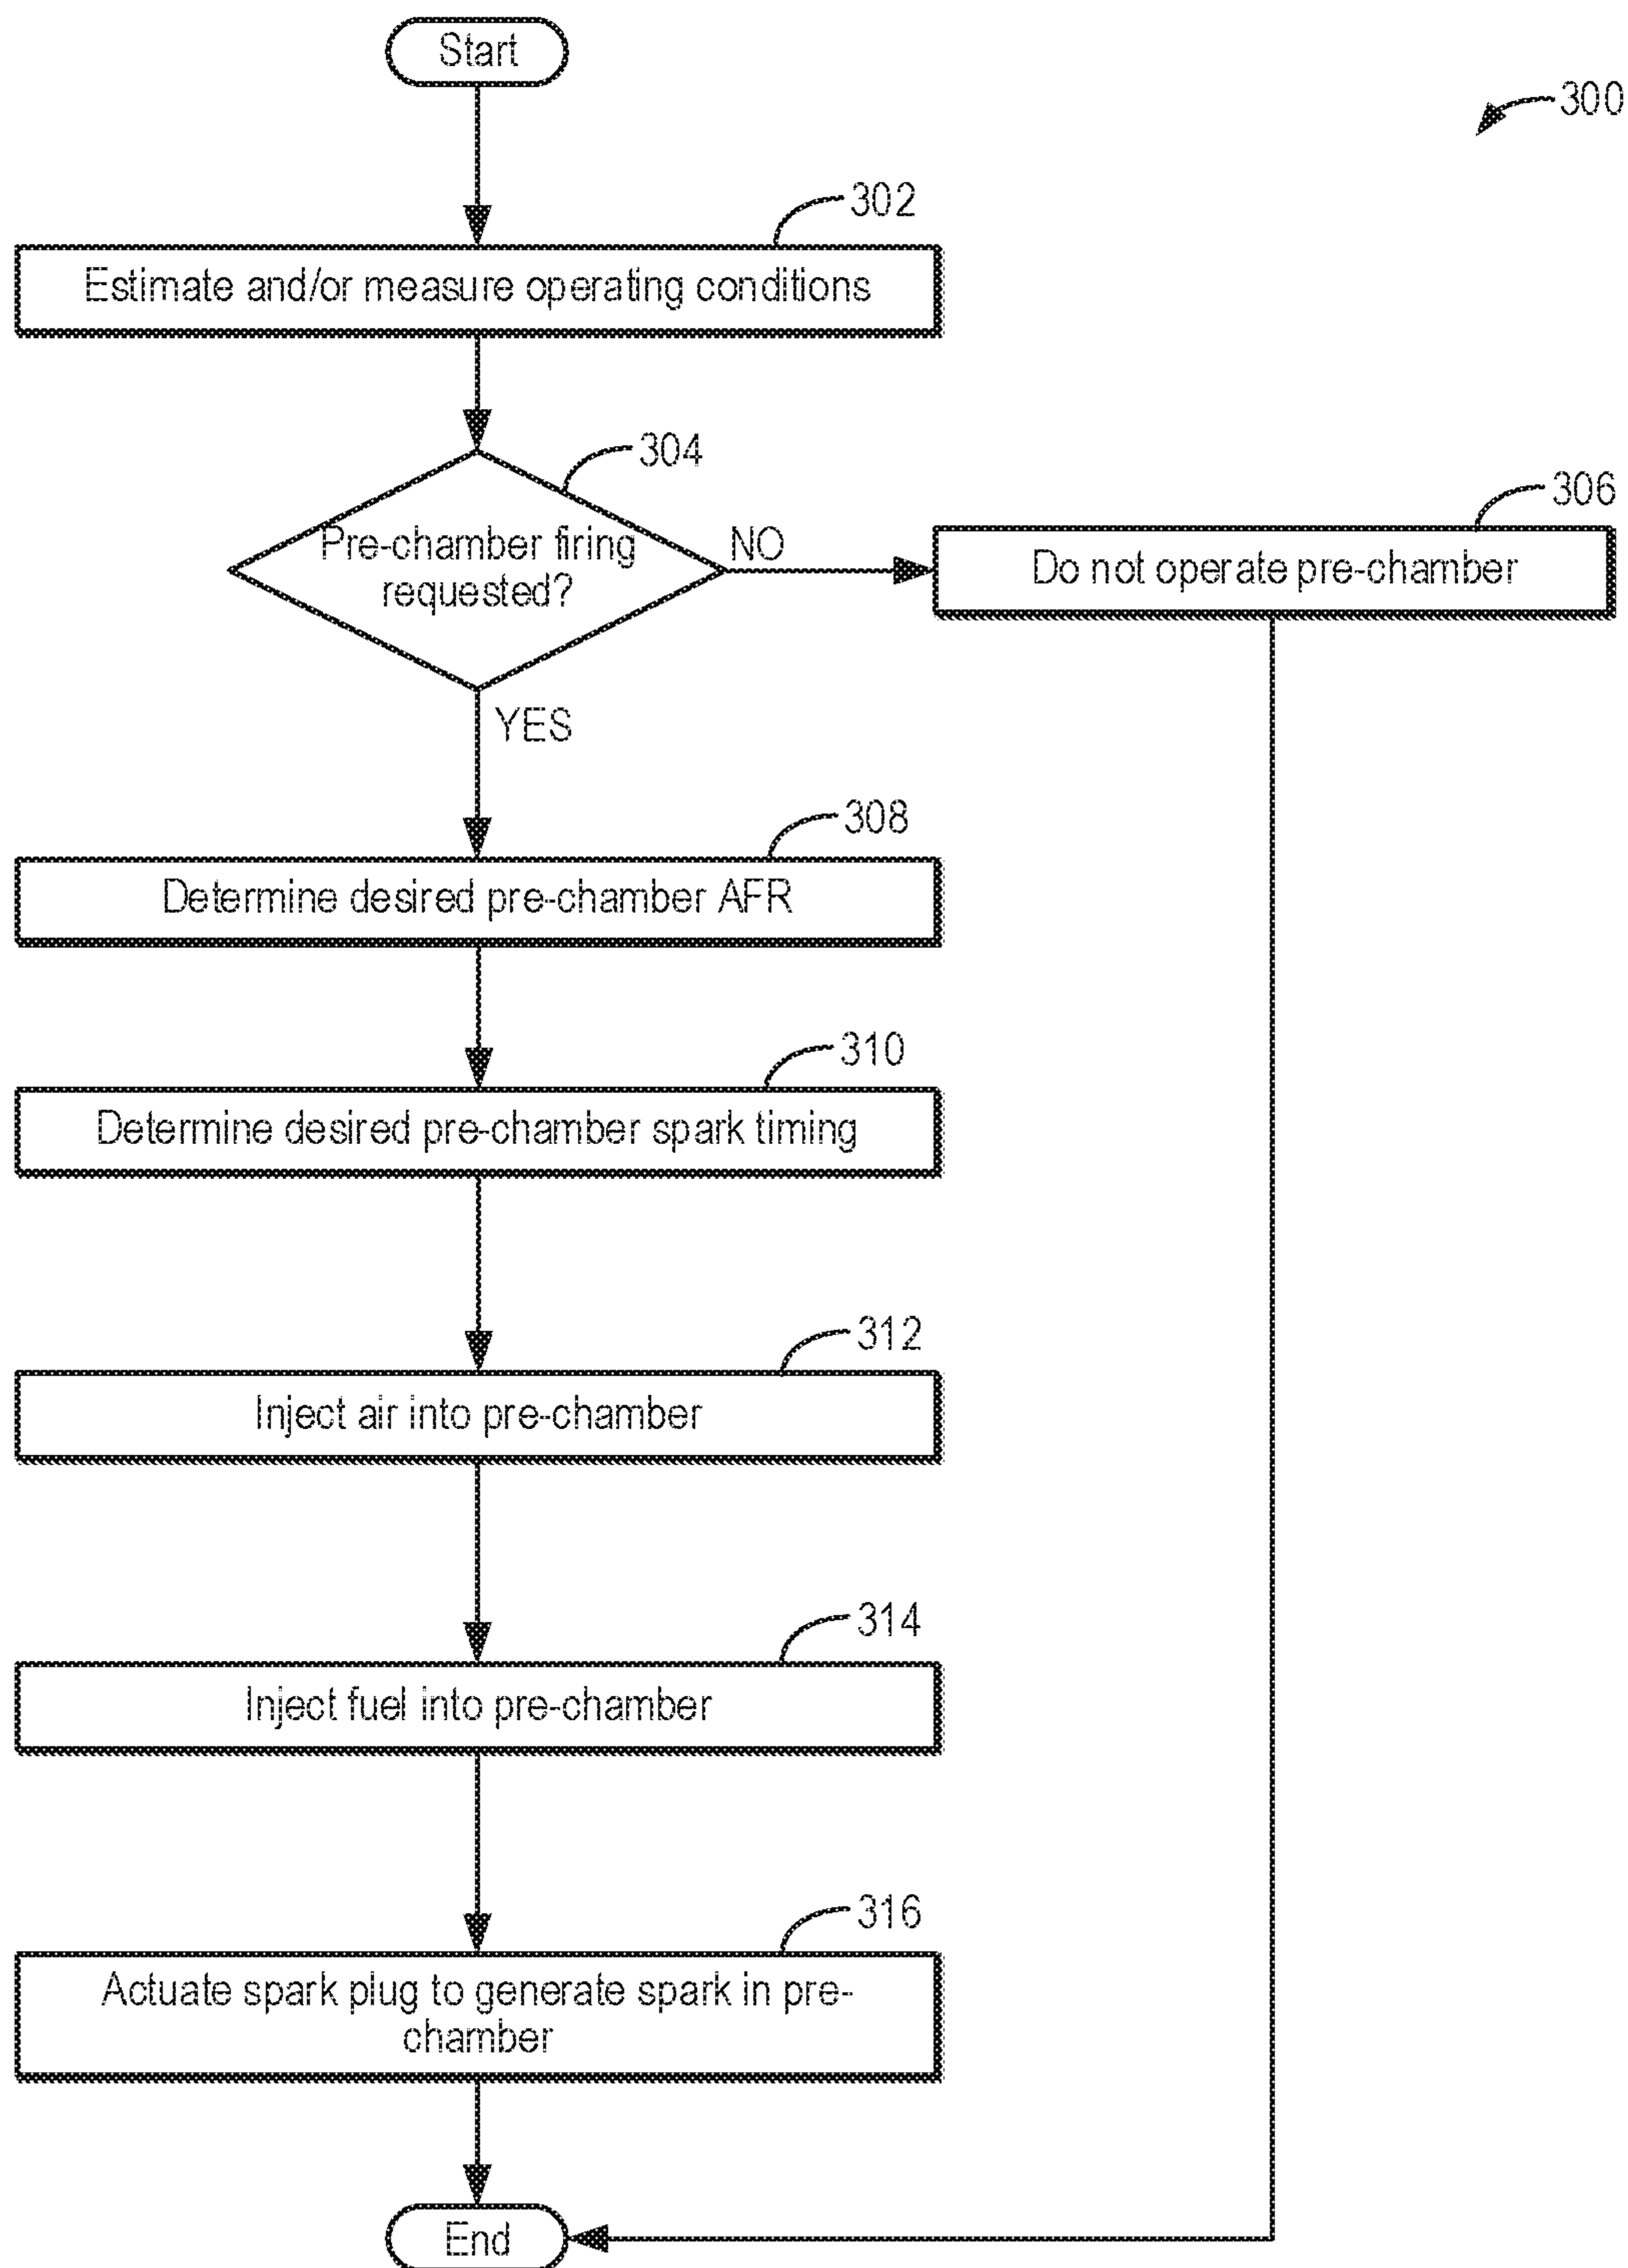 Start
300
302
Estimate and/or measure operating conditions
304
306
Pre-chamber firing
requested?
NO
Do not operate pre-chamber
YES
308
Determine desired pre-chamber AFR
310
Determine desired pre-chamber spark timing
312
Inject air into pre-chamber
314
Inject fuel into pre-chamber
316
Actuate spark plug to generate spark in pre-
chamber
End